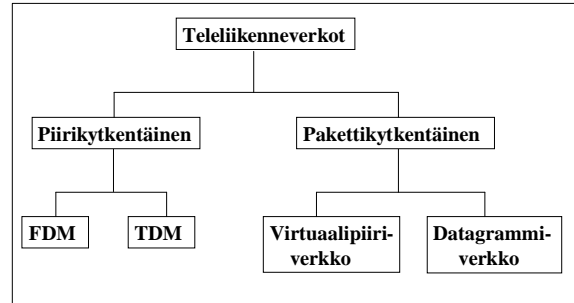 Teleliikenneverkot
Piirikytkentäinen
Pakettikytkentäinen
FDM
TDM
Virtuaalipiiri-
verkko
Datagrammi-
verkko